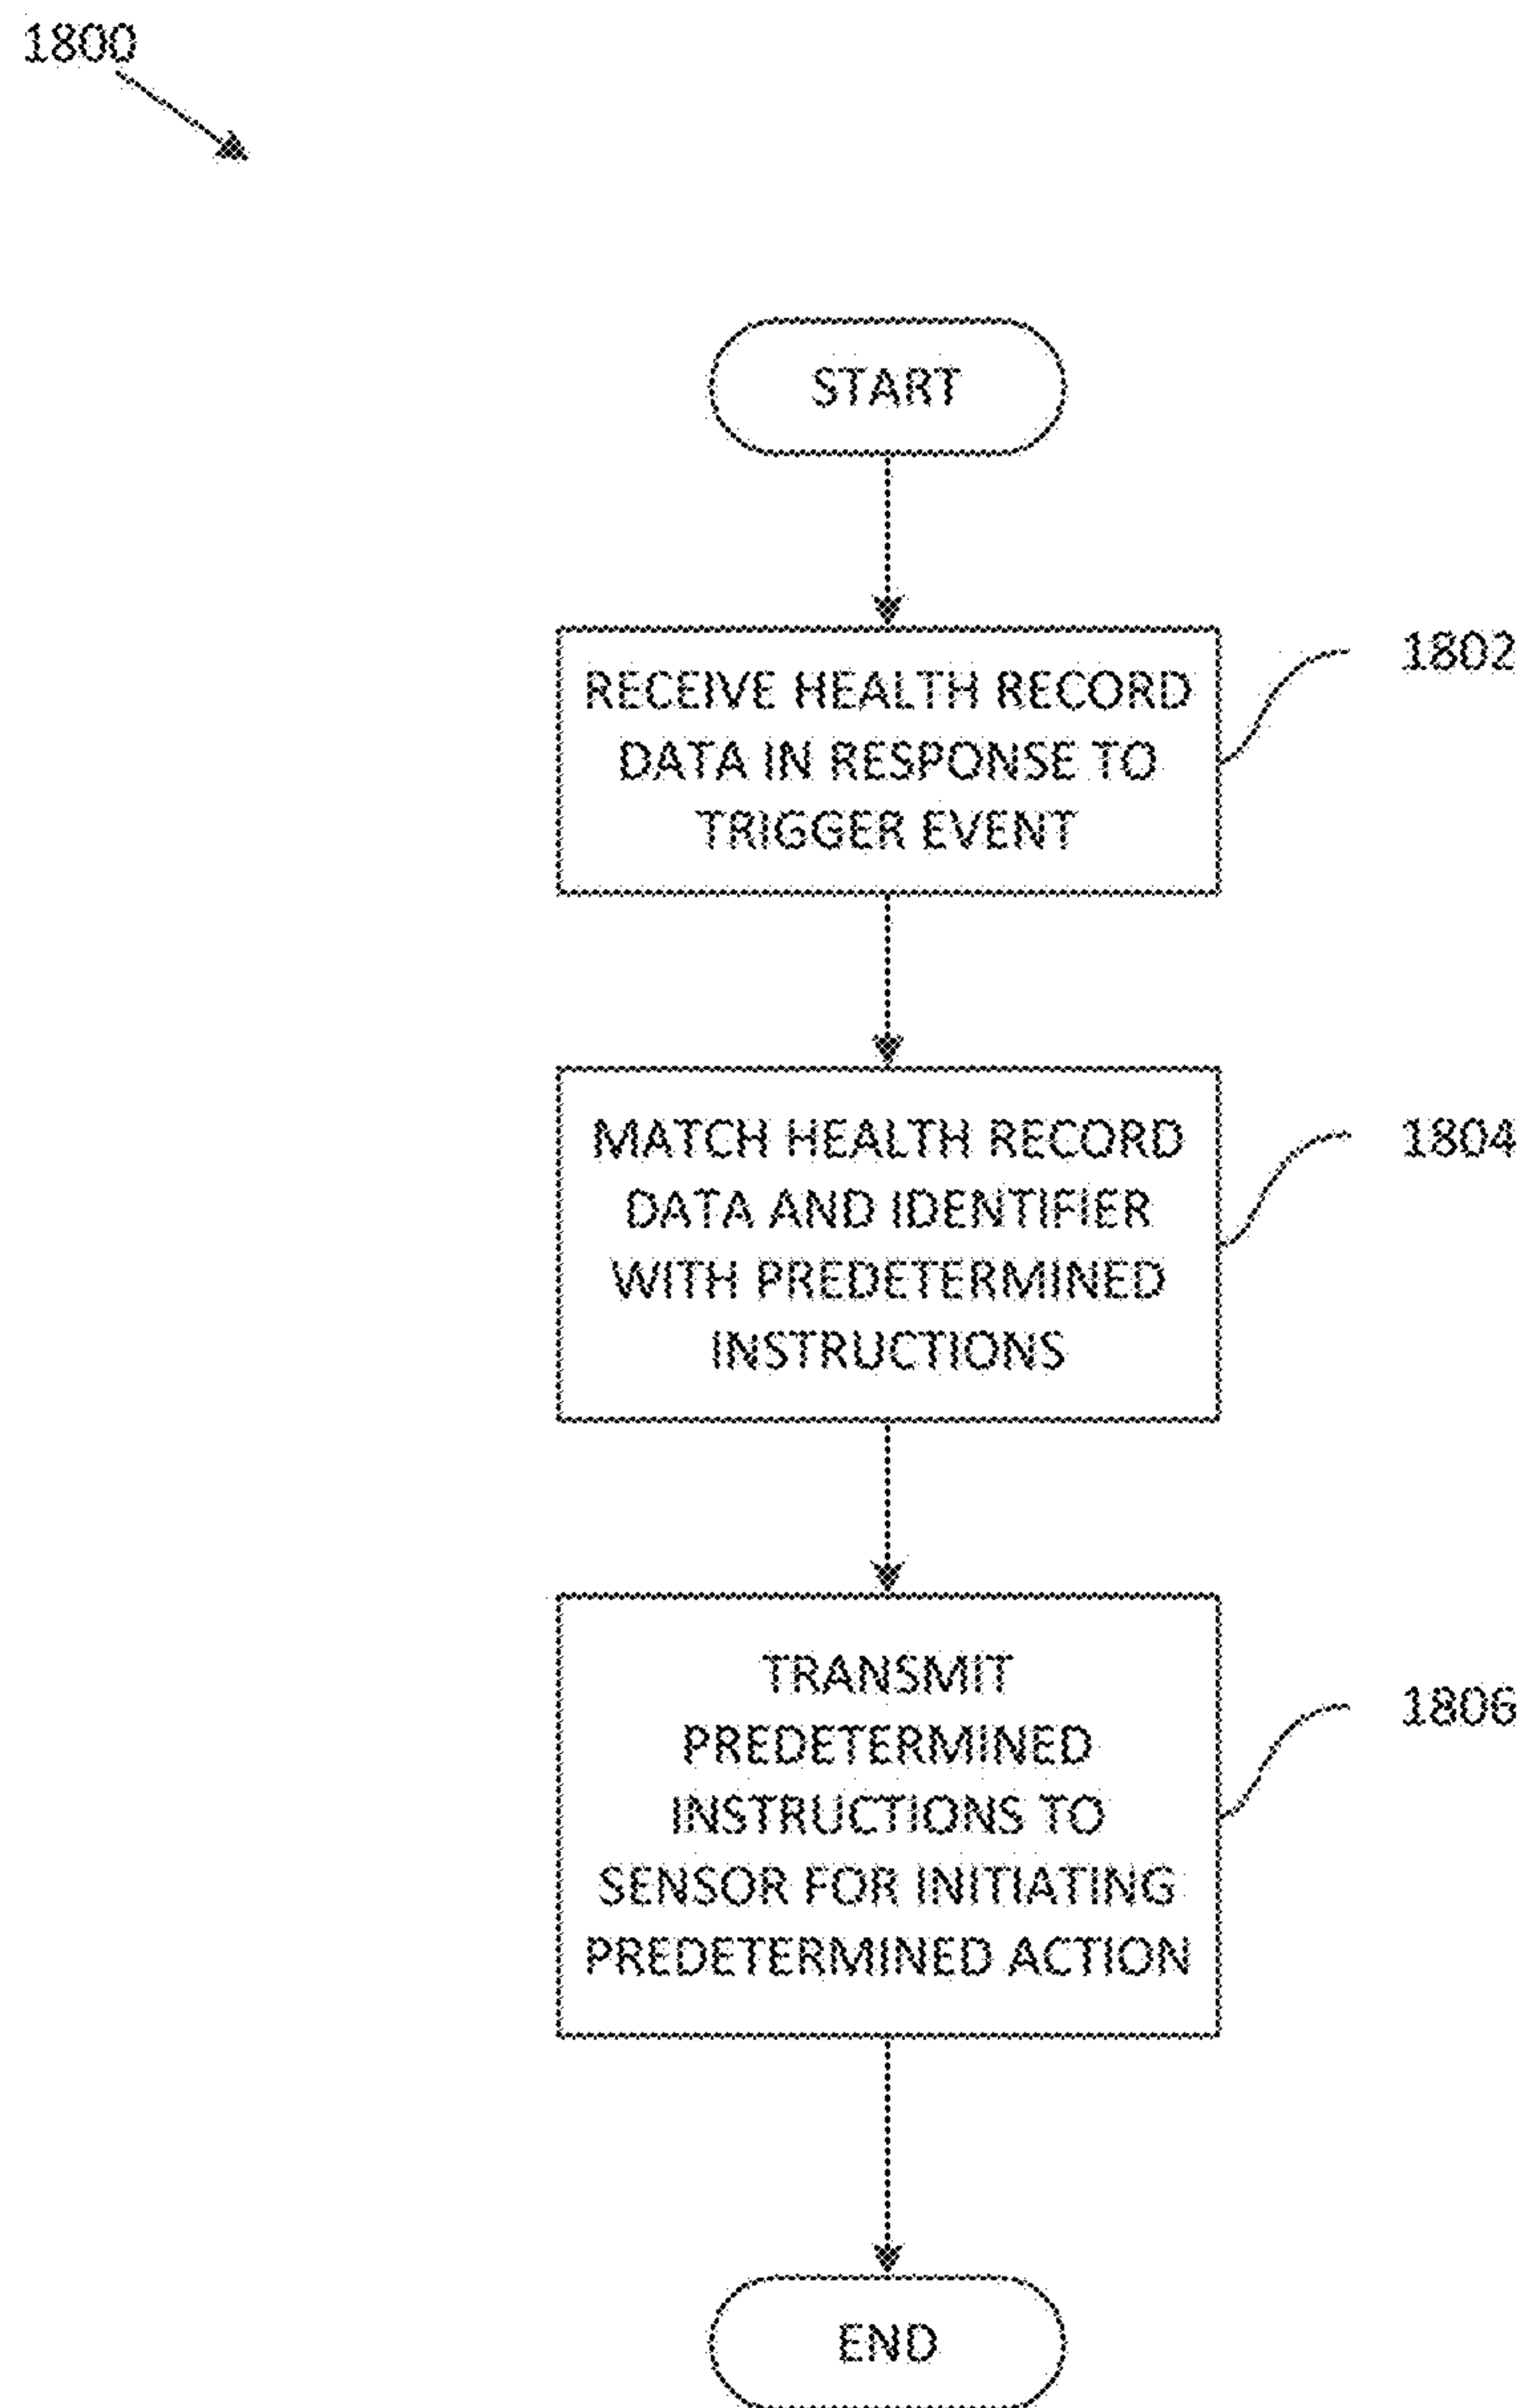 1800
START
RECEIVE HEALTH RECORD
DATA IN RESPONSE TO
TRIGGER EVENT
1802
MATCH HEALTH RECORD
DATA AND IDENTIFIER
WITH PREDETERMINED
INSTRUCTIONS
1804
TRANSMIT
PREDETERMINED
INSTRUCTIONS TO
SENSOR FOR INITIATING
PREDETERMINED ACTION
1806
END